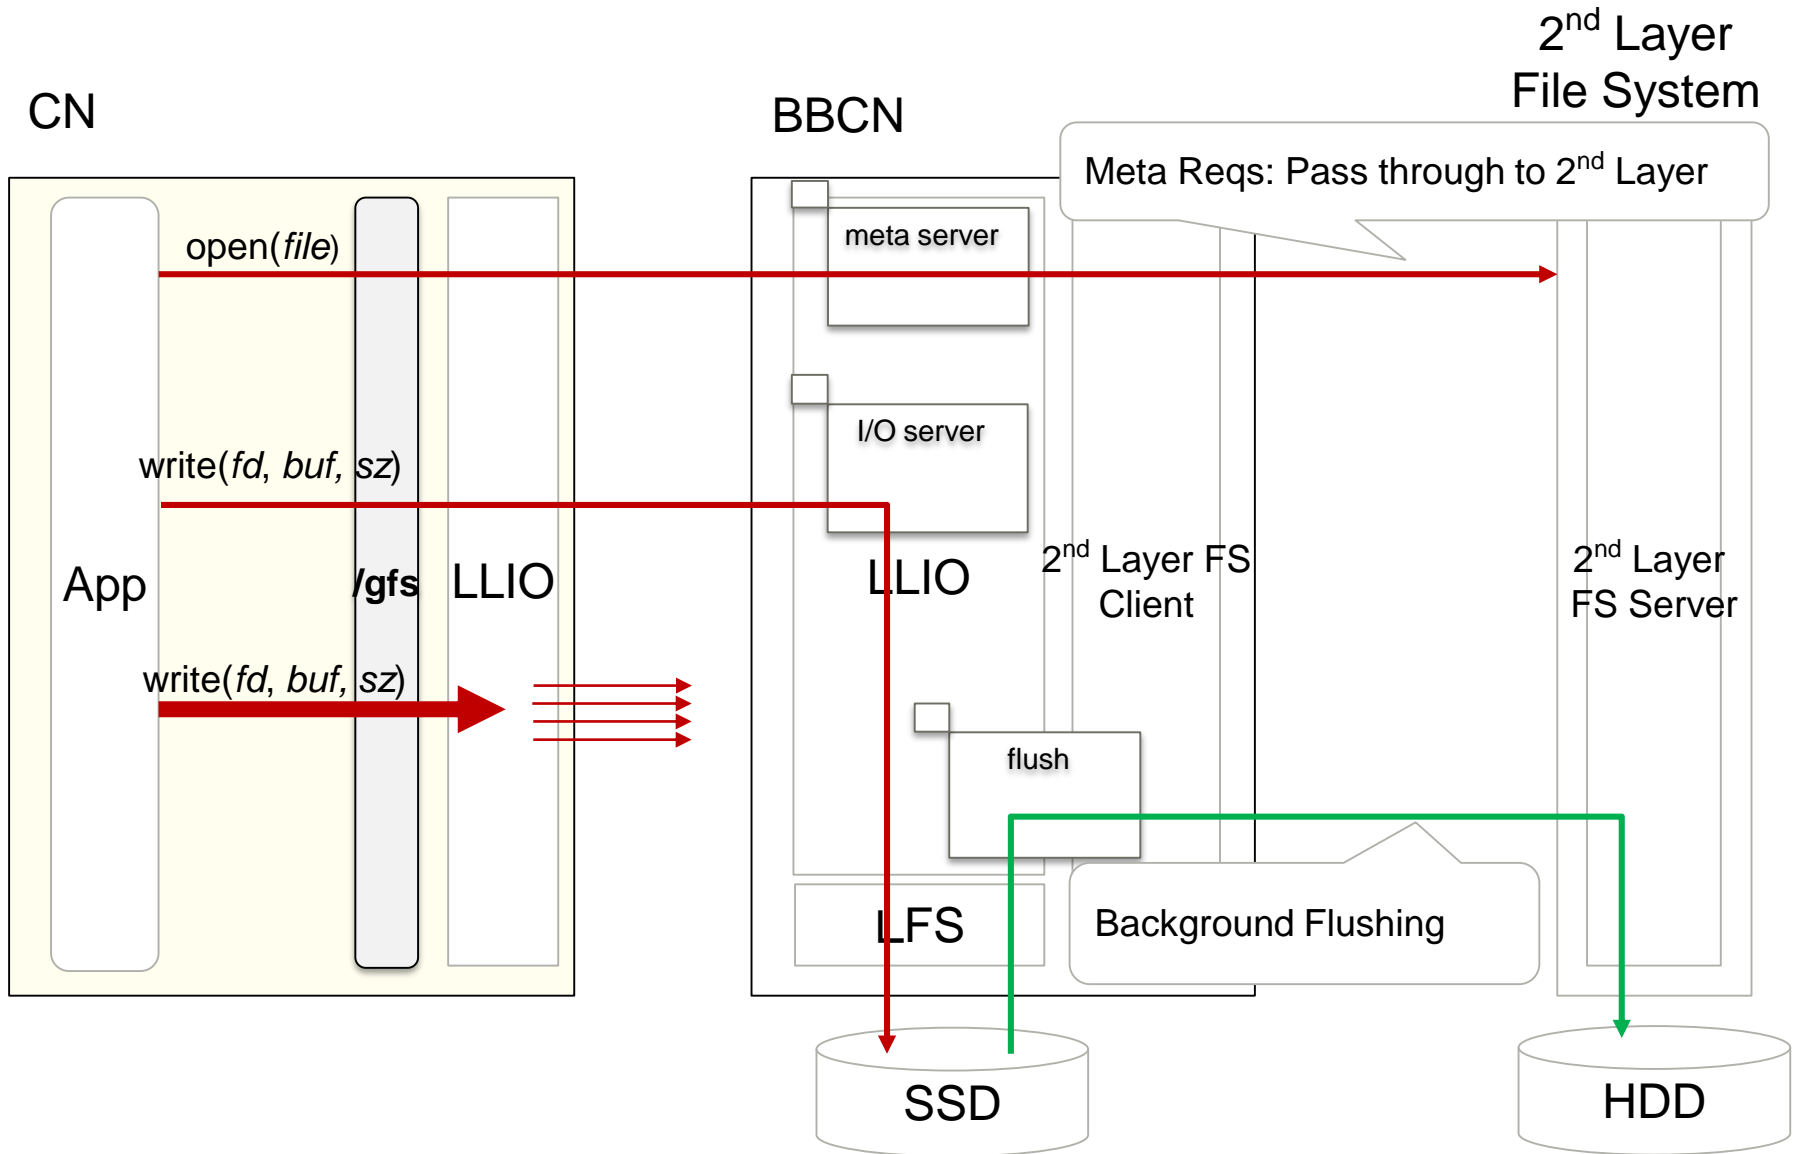 2nd Layer
File System
CN
BBCN
Meta Reqs: Pass through to 2nd Layer
open(file)
meta server
write(fd, buf, sz)
I/O server
App
/gfs
LLIO
LLIO
2nd Layer FS
Client
2nd Layer
FS Server
write(fd, buf, sz)
flush
LFS
Background Flushing
SSD
HDD